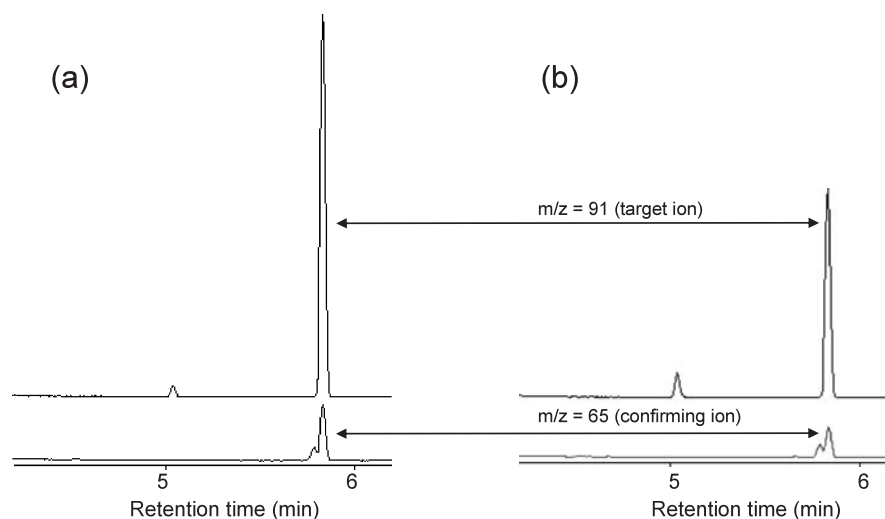 (a)
(b)
m/z = 91 (target ion)
m/z = 65 (confirming ion)
5 6
5 6
Retention time (min)
Retention time (min)